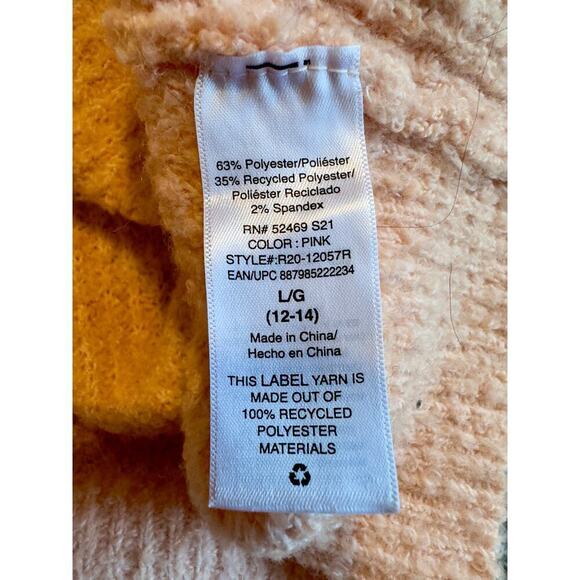 63% Polyester/Poliéster
35% Recycled Polyester/
Poliéster Reciclado
2% Spandex
RN# 52469 S21
COLOR : PINK
STYLE#:R20-12057R
EAN/UPC 887985222234
L/G
(12-14)
Made in China/
Hecho en China
THIS LABEL YARN IS
MADE OUT OF
100% RECYCLED
POLYESTER
MATERIALS